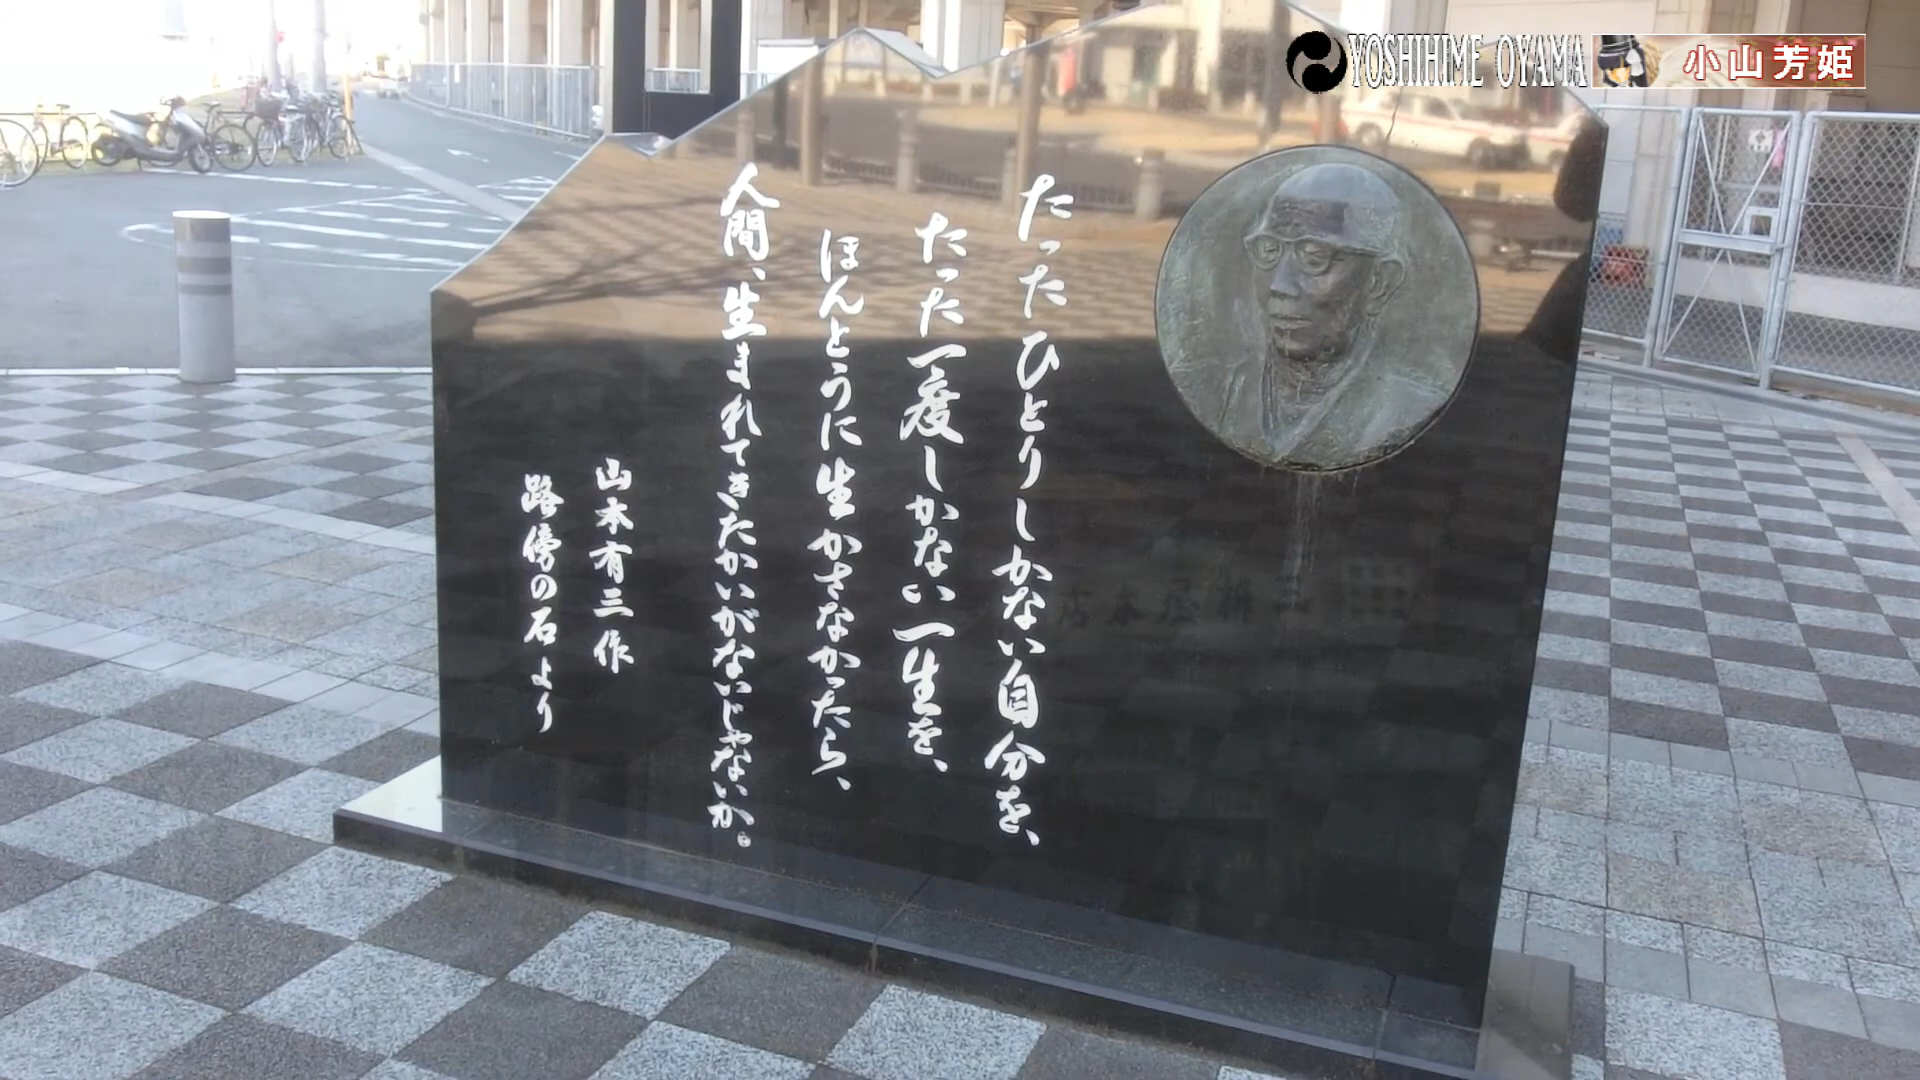 YOSHIHIME OYAMA 小山芳姫
たったひとりしかない自分を、
たった一度しかない一生を、
ほんとうに生かさなかったら、
人間、生まれてきたかいがないじゃないか。
山本有三作
路傍の石より